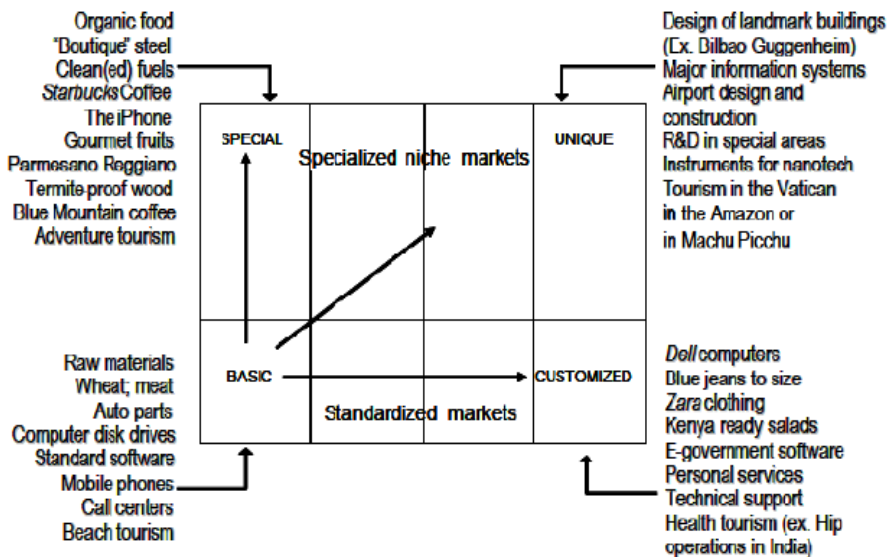 Organic food
"Boutique" steel
Clean(ed) fuels
Starbucks Coffee
The iPhone
Gourmet fruits
Parmesano Reggiano
Termite-proof wood
Blue Mountain coffee
Adventure tourism
Design of landmark buildings
(Ex. Bilbao Guggenheim)
Major information systems
Airport design and
construction
R&D in special areas
Instruments for nanotech
Tourism in the Vatican
in the Amazon or
in Machu Picchu
SPECIAL
UNIQUE
Specialized niche markets
BASIC
CUSTOMIZED
Standardized markets
Raw materials
Wheat; meat
Auto parts
Computer disk drives
Standard software
Mobile phones
Call centers
Beach tourism
Dell computers
Blue jeans to size
Zara clothing
Kenya ready salads
E-government software
Personal services
Technical support
Health tourism (ex. Hip
operations in India)